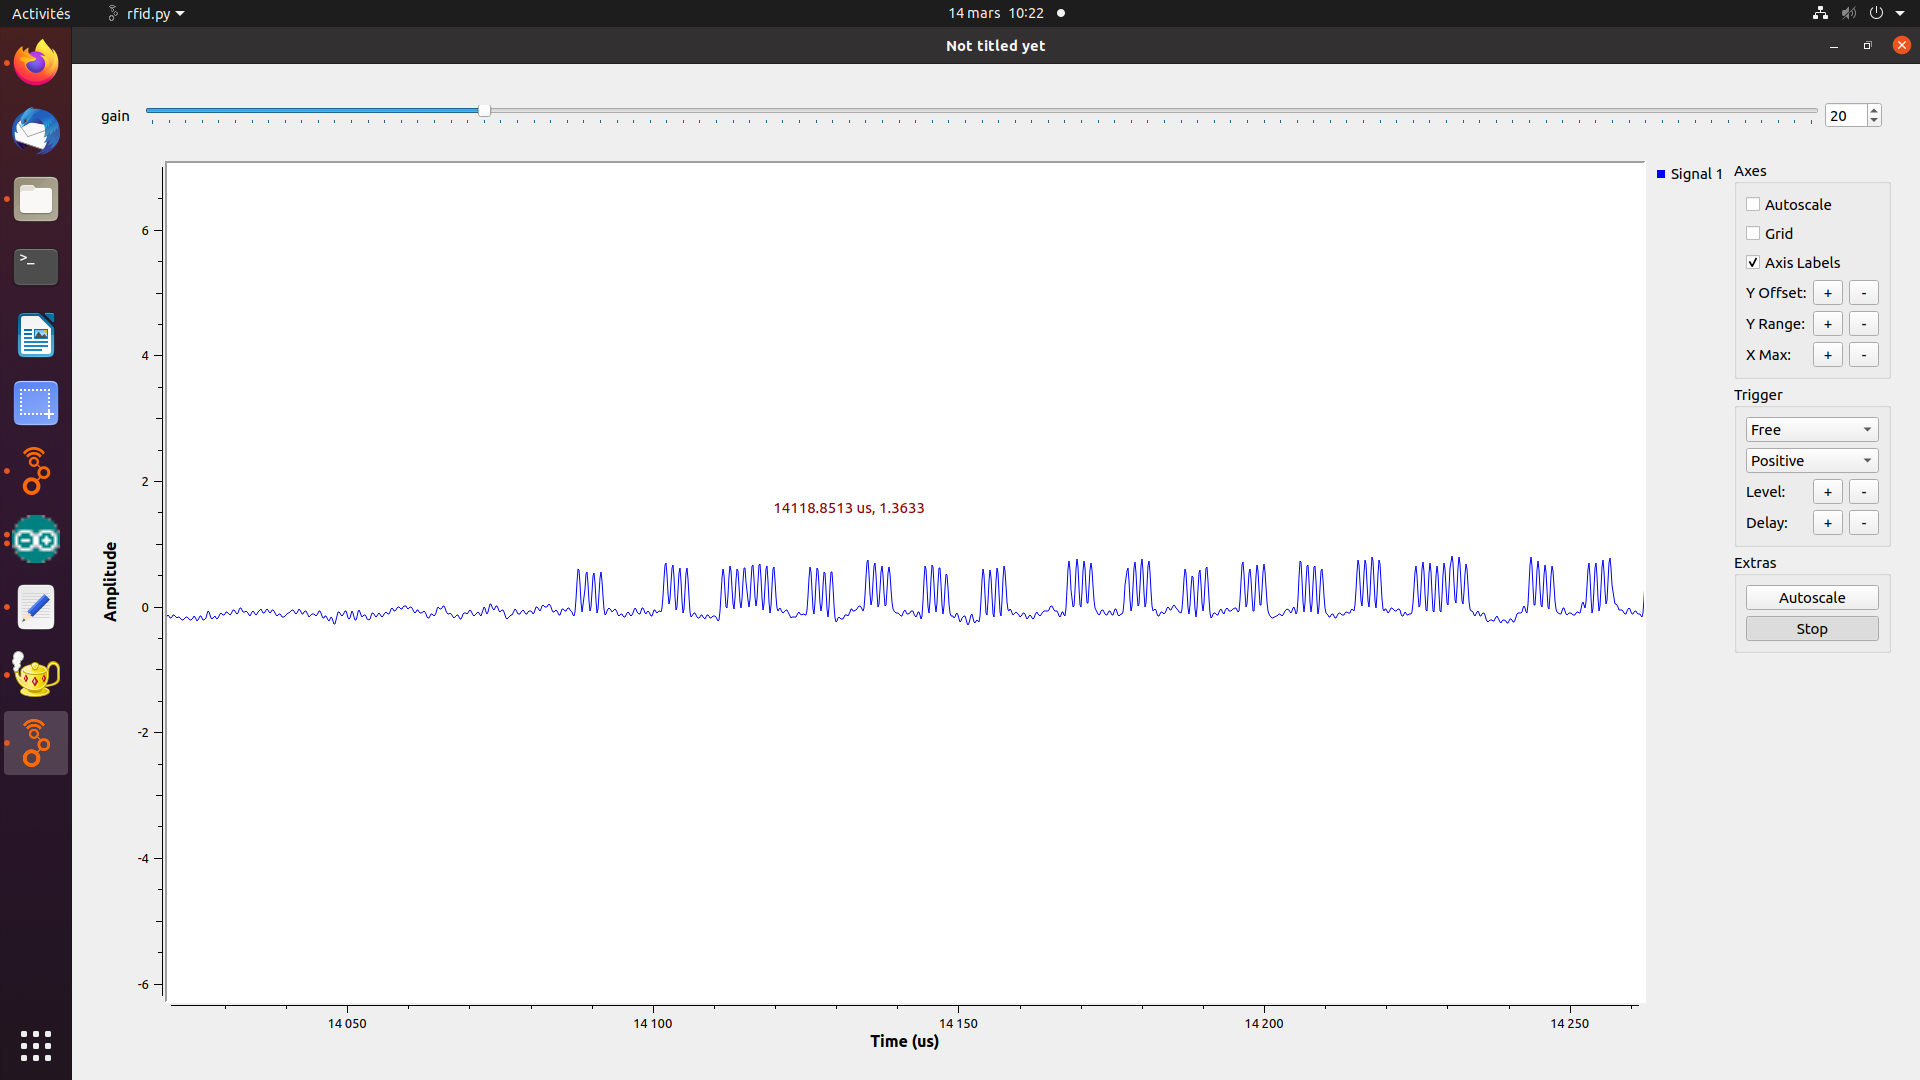 Activités rfid.py 14 mars 10:22
Not titled yet
gain 20
Signal 1
Axes
Autoscale
Grid
Axis Labels
Y Offset: + -
Y Range: + -
X Max: + -
Trigger
Free
Positive
Level: + -
Delay: + -
Extras
Autoscale
Stop
6
4
2
0
-2
-4
-6
Amplitude
14118.8513 us, 1.3633
14 050 14 100 14 150 14 200 14 250
Time (us)